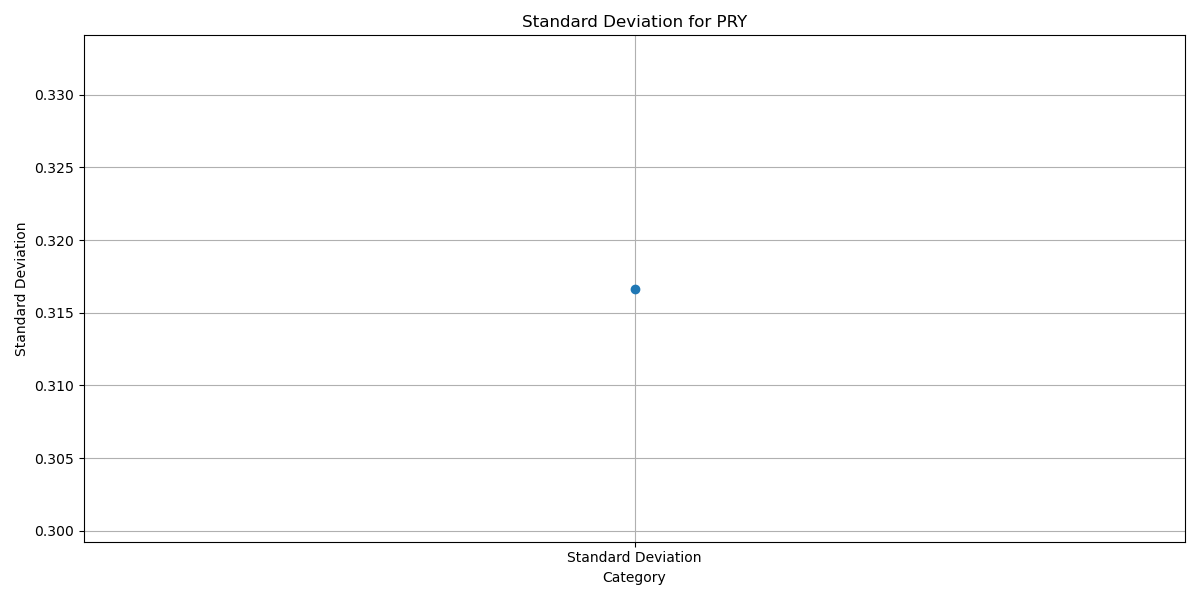 Standard Deviation for PRY
0.330
0.325
0.320
0.315
0.310
0.305
0.300
Standard Deviation
Standard Deviation
Category